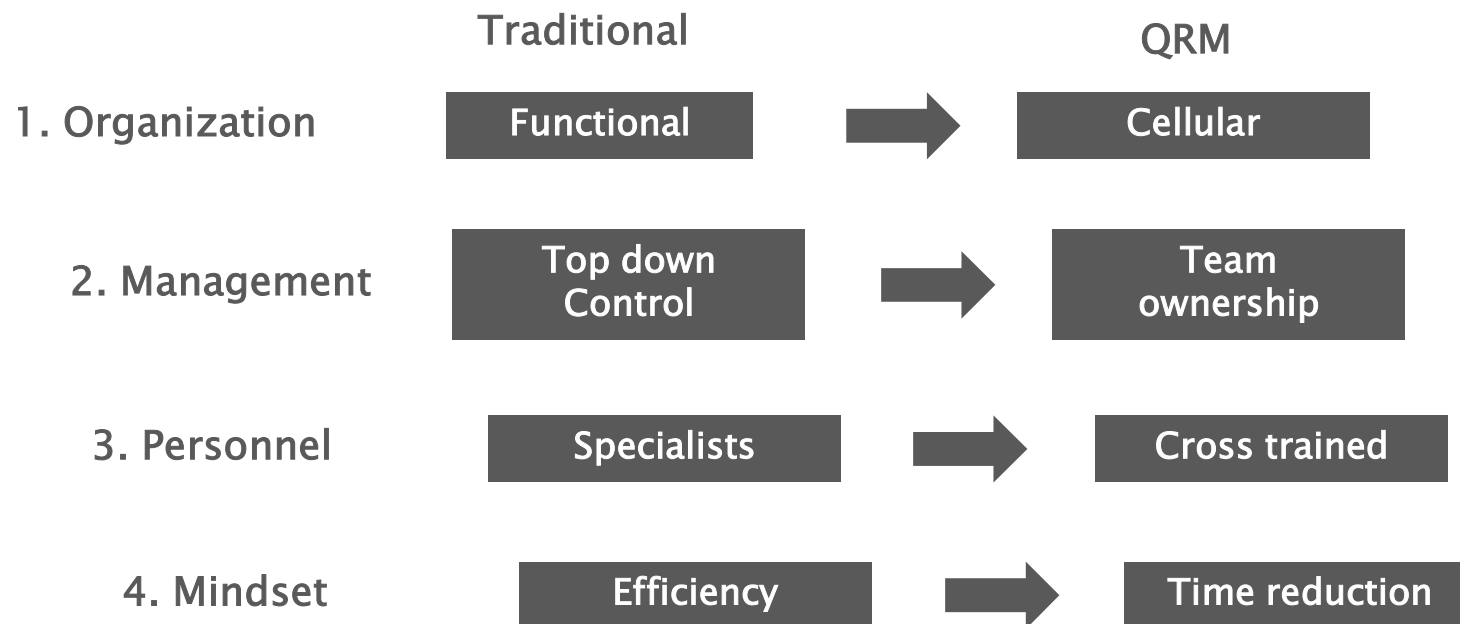 Traditional
QRM
1. Organization
Functional
Cellular
2. Management
Top down
Control
Team
ownership
3. Personnel
Specialists
Cross trained
4. Mindset
Efficiency
Time reduction